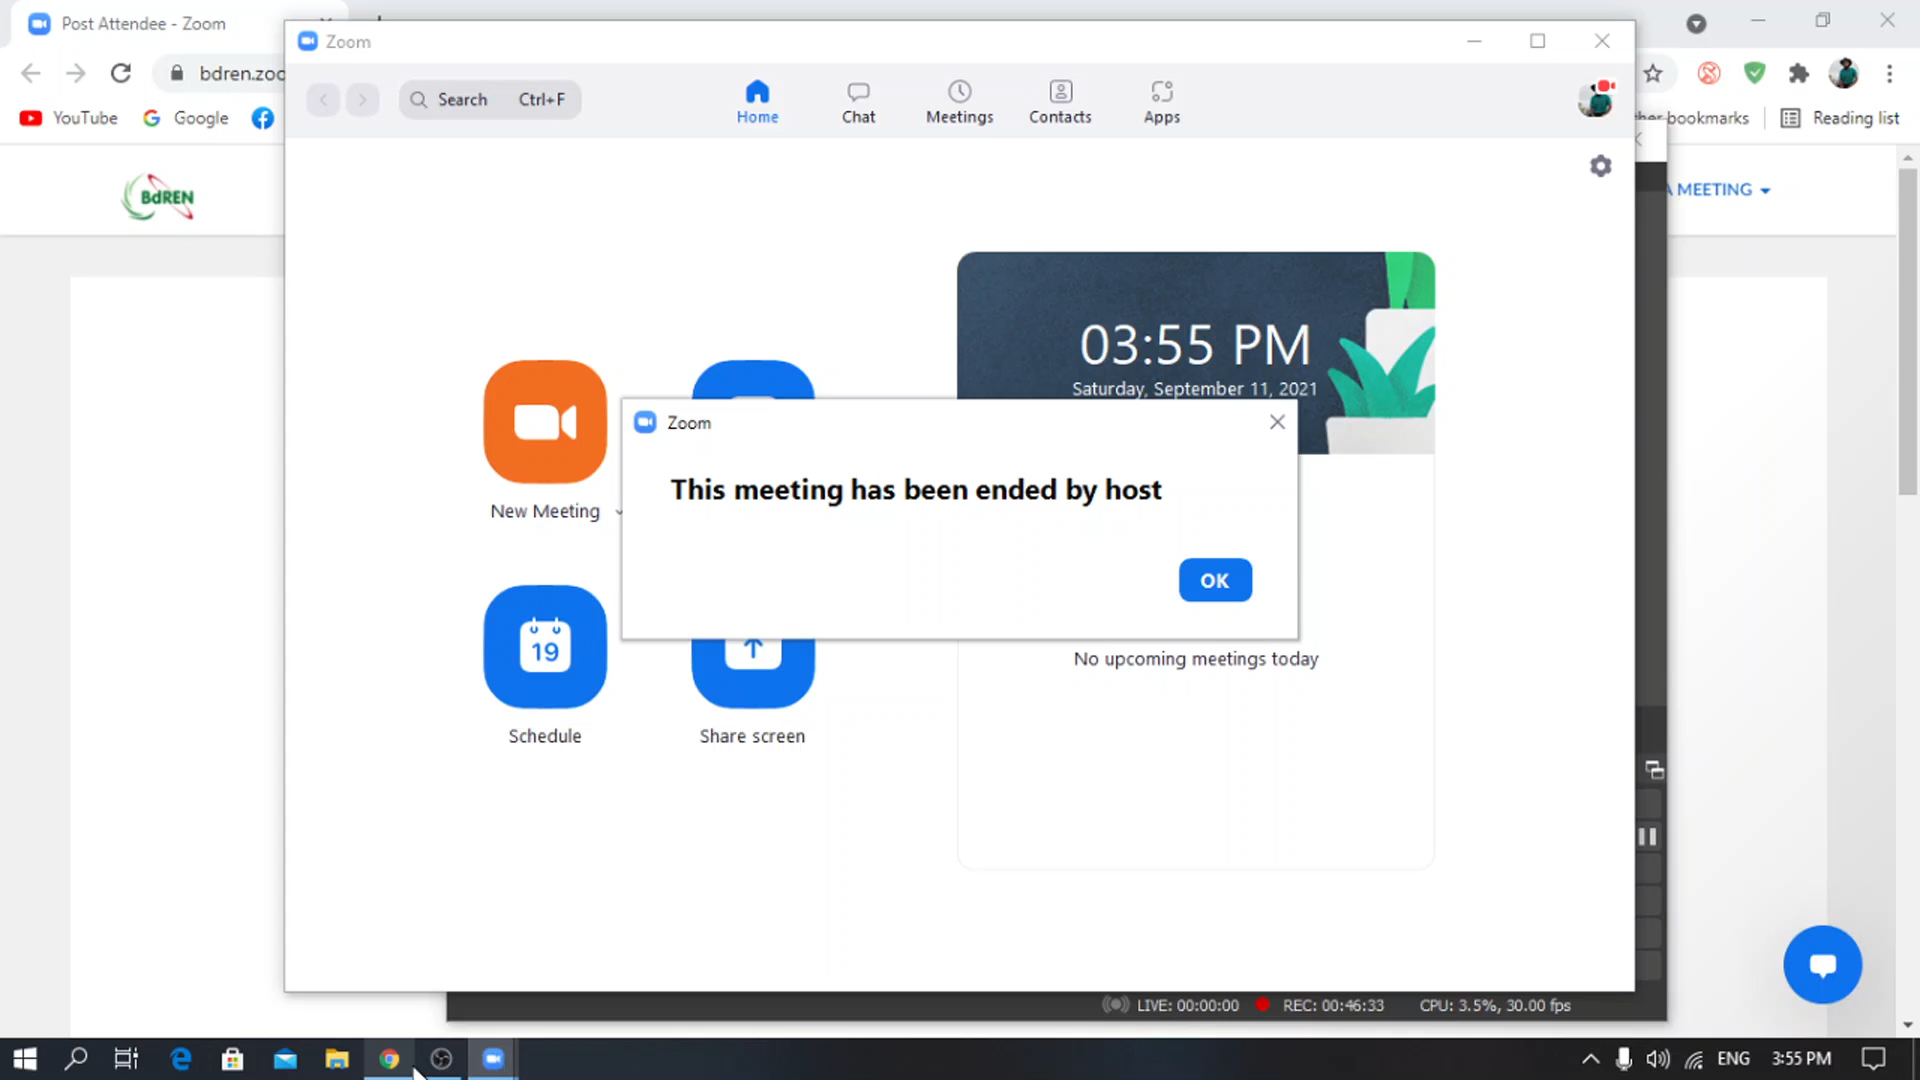 Post Attendee - Zoom
bdren.zoo
YouTube
Google
her bookmarks
Reading list
BdREN
A MEETING
Zoom
Search Ctrl+F
Home
Chat
Meetings
Contacts
Apps
03:55 PM
Saturday, September 11, 2021
New Meeting
Zoom
This meeting has been ended by host
OK
19
Schedule
Share screen
No upcoming meetings today
LIVE: 00:00:00
REC: 00:46:33
CPU: 3.5%, 30.00 fps
ENG
3:55 PM